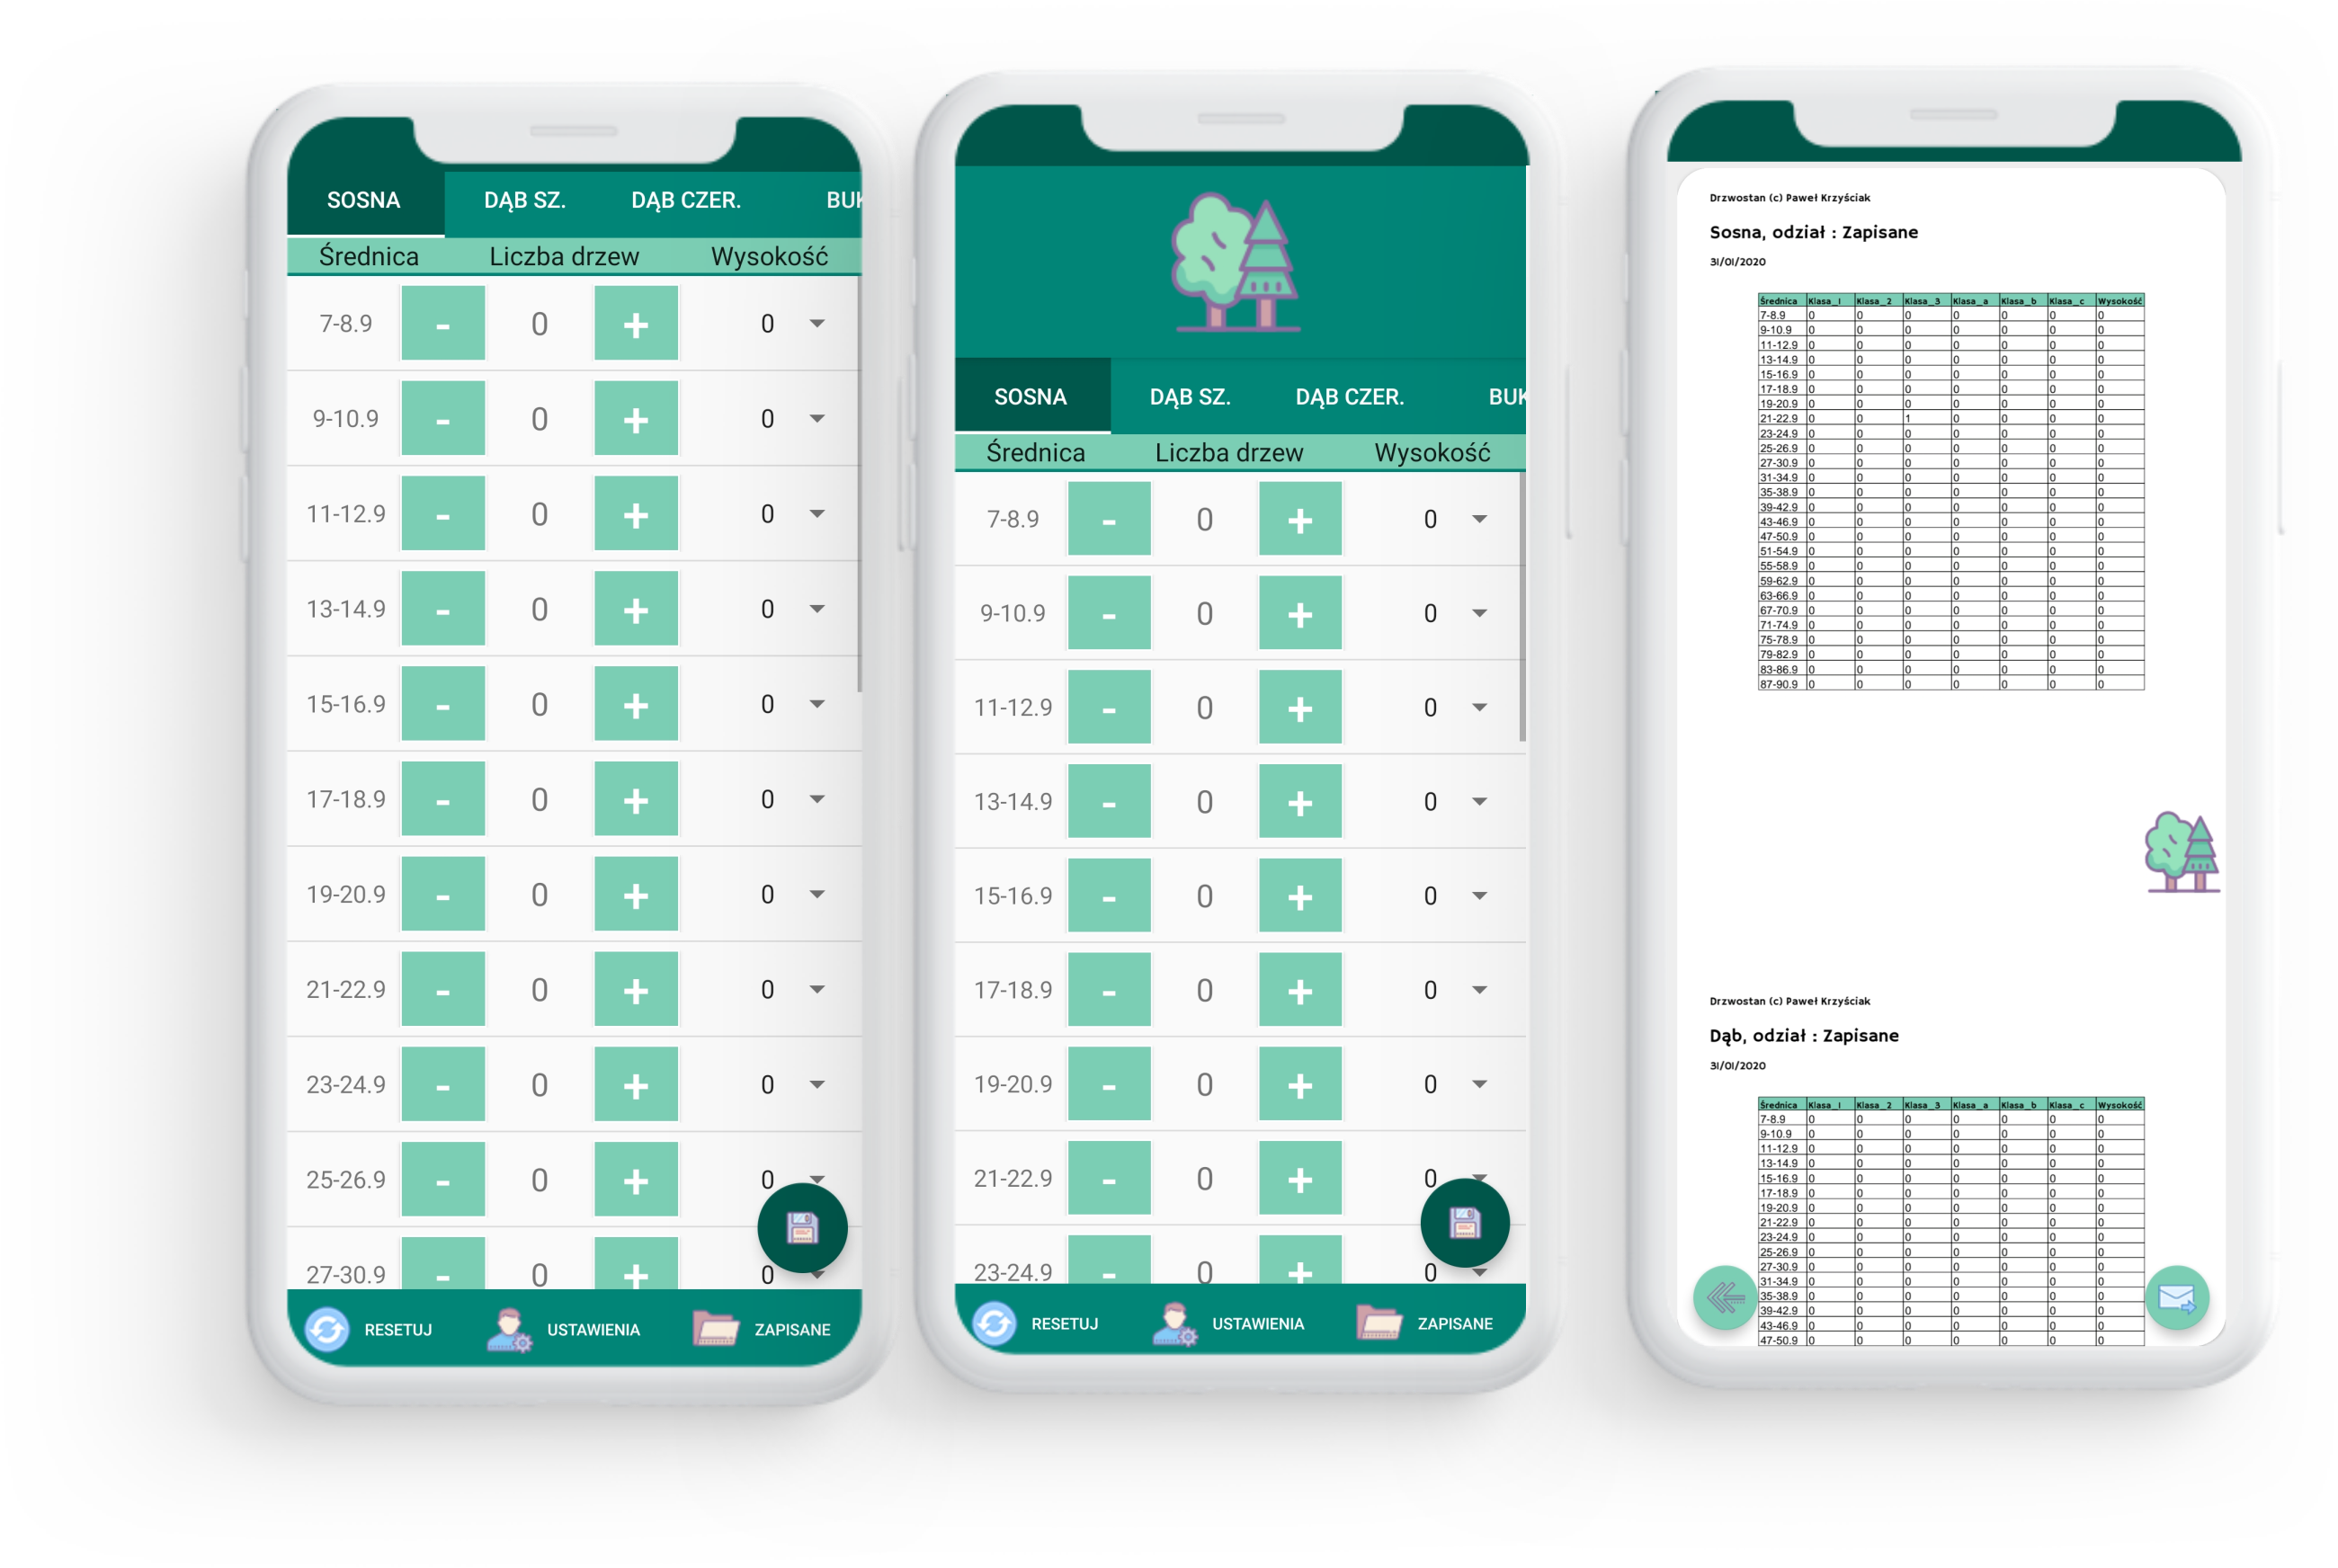 SOSNA DĄB SZ. DĄB CZER. BUK
Średnica Liczba drzew Wysokość
7-8.9 - 0 + 0
9-10.9 - 0 + 0
11-12.9 - 0 + 0
13-14.9 - 0 + 0
15-16.9 - 0 + 0
17-18.9 - 0 + 0
19-20.9 - 0 + 0
21-22.9 - 0 + 0
23-24.9 - 0 + 0
25-26.9 - 0 + 0
27-30.9 - 0 + 0
RESETUJ USTAWIENIA ZAPISANE
SOSNA DĄB SZ. DĄB CZER. BUK
Średnica Liczba drzew Wysokość
7-8.9 - 0 + 0
9-10.9 - 0 + 0
11-12.9 - 0 + 0
13-14.9 - 0 + 0
15-16.9 - 0 + 0
17-18.9 - 0 + 0
19-20.9 - 0 + 0
21-22.9 - 0 + 0
23-24.9 - 0 + 0
RESETUJ USTAWIENIA ZAPISANE
Drzwostan (c) Paweł Krzyściak
Sosna, odział : Zapisane
31/01/2020
Średnica Klasa_1 Klasa_2 Klasa_3 Klasa_a Klasa_b Klasa_c Wysokość
7-8.9 0 0 0 0 0 0 0
9-10.9 0 0 0 0 0 0 0
11-12.9 0 0 0 0 0 0 0
13-14.9 0 0 0 0 0 0 0
15-16.9 0 0 0 0 0 0 0
17-18.9 0 0 0 0 0 0 0
19-20.9 0 0 0 0 0 0 0
21-22.9 0 0 1 0 0 0 0
23-24.9 0 0 0 0 0 0 0
25-26.9 0 0 0 0 0 0 0
27-30.9 0 0 0 0 0 0 0
31-34.9 0 0 0 0 0 0 0
35-38.9 0 0 0 0 0 0 0
39-42.9 0 0 0 0 0 0 0
43-46.9 0 0 0 0 0 0 0
47-50.9 0 0 0 0 0 0 0
51-54.9 0 0 0 0 0 0 0
55-58.9 0 0 0 0 0 0 0
59-62.9 0 0 0 0 0 0 0
63-66.9 0 0 0 0 0 0 0
67-70.9 0 0 0 0 0 0 0
71-74.9 0 0 0 0 0 0 0
75-78.9 0 0 0 0 0 0 0
79-82.9 0 0 0 0 0 0 0
83-86.9 0 0 0 0 0 0 0
87-90.9 0 0 0 0 0 0 0
Drzwostan (c) Paweł Krzyściak
Dąb, odział : Zapisane
31/01/2020
Średnica Klasa_1 Klasa_2 Klasa_3 Klasa_a Klasa_b Klasa_c Wysokość
7-8.9 0 0 0 0 0 0 0
9-10.9 0 0 0 0 0 0 0
11-12.9 0 0 0 0 0 0 0
13-14.9 0 0 0 0 0 0 0
15-16.9 0 0 0 0 0 0 0
17-18.9 0 0 0 0 0 0 0
19-20.9 0 0 0 0 0 0 0
21-22.9 0 0 0 0 0 0 0
23-24.9 0 0 0 0 0 0 0
25-26.9 0 0 0 0 0 0 0
27-30.9 0 0 0 0 0 0 0
31-34.9 0 0 0 0 0 0 0
35-38.9 0 0 0 0 0 0 0
39-42.9 0 0 0 0 0 0 0
43-46.9 0 0 0 0 0 0 0
47-50.9 0 0 0 0 0 0 0